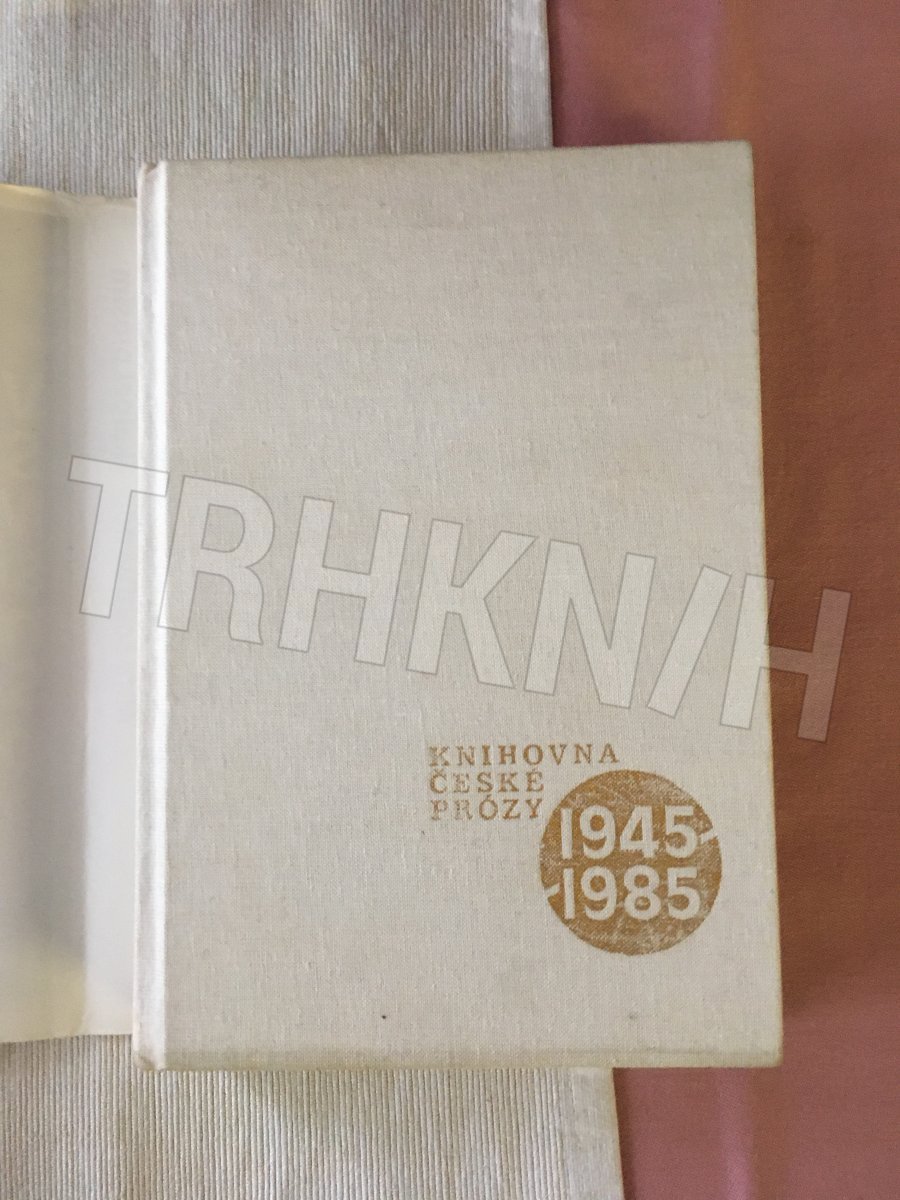 TRHKNIH
KNIHOVNA
ČESKÉ
PRÓZY
1945-
-1985